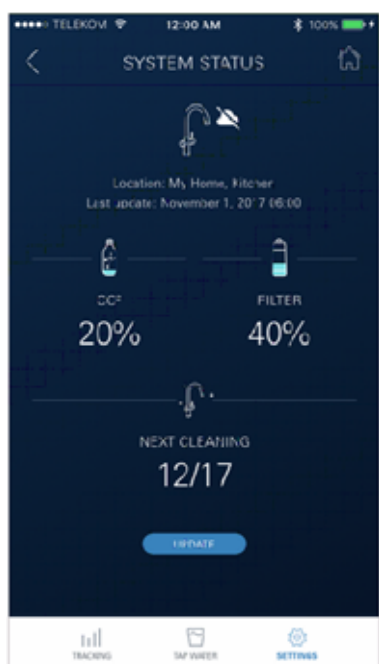 TELEKOM 12:00 AM 100%
SYSTEM STATUS
Location: My Home, Kitchen
Last update: November 1, 2017 06:00
CO² FILTER
20% 40%
NEXT CLEANING
12/17
UPDATE
TRACKING TAP WATER SETTINGS